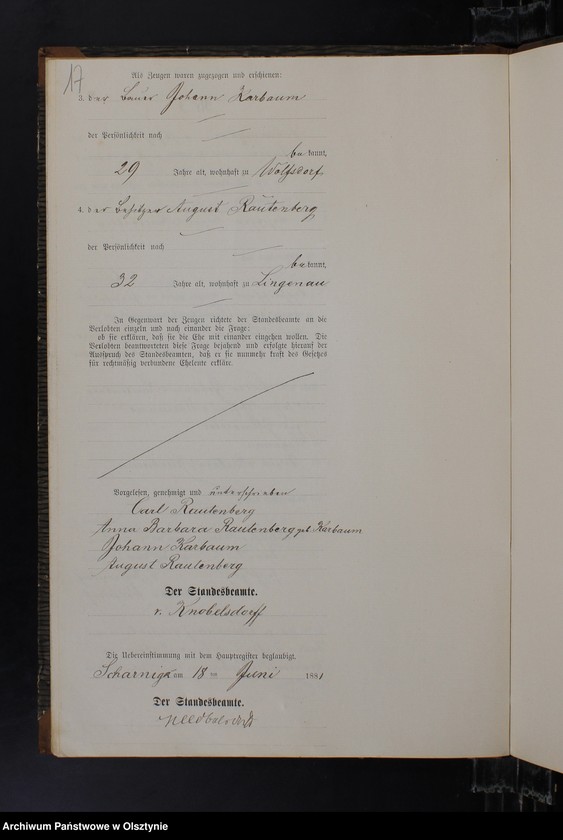 17
Als Zeugen waren zugezogen und erschienen:
3. der Bauer Johann Karbaum
der Persönlichkeit nach
be kannt,
29 Jahre alt, wohnhaft zu Wolfsdorf
4. der Besitzer August Rautenberg
der Persönlichkeit nach
be kannt,
32 Jahre alt, wohnhaft zu Lingenau
In Gegenwart der Zeugen richtete der Standesbeamte an die
Verlobten einzeln und nach einander die Frage:
ob sie erklären, daß sie die Ehe mit einander eingehen wollen. Die
Verlobten beantworteten diese Frage bejahend und erfolgte hierauf der
Ausspruch des Standesbeamten, daß er sie nunmehr kraft des Gesetzes
für rechtmäßig verbundene Eheleute erkläre.
Vorgelesen, genehmigt und unterschrieben
Carl Rautenberg
Anna Barbara Rautenberg geb. Karbaum
Johann Karbaum
August Rautenberg
Der Standesbeamte.
v. Knobelsdorff
Die Uebereinstimmung mit dem Hauptregister beglaubigt.
Scharnigk am 18 ten Juni 1881
Der Standesbeamte.
Archiwum Państwowe w Olsztynie